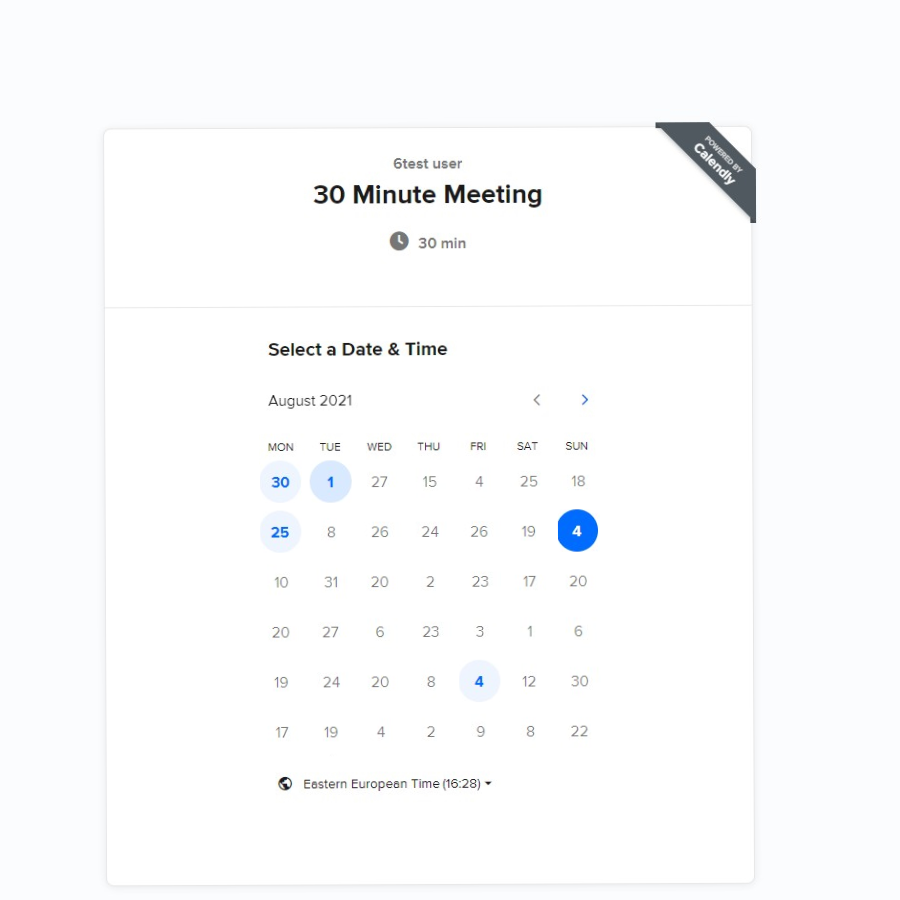 POWERED BY
Calendly
6test user
30 Minute Meeting
30 min
Select a Date & Time
August 2021
MON TUE WED THU FRI SAT SUN
30 1 27 15 4 25 18
25 8 26 24 26 19 4
10 31 20 2 23 17 20
20 27 6 23 3 1 6
19 24 20 8 4 12 30
17 19 4 2 9 8 22
Eastern European Time (16:28)